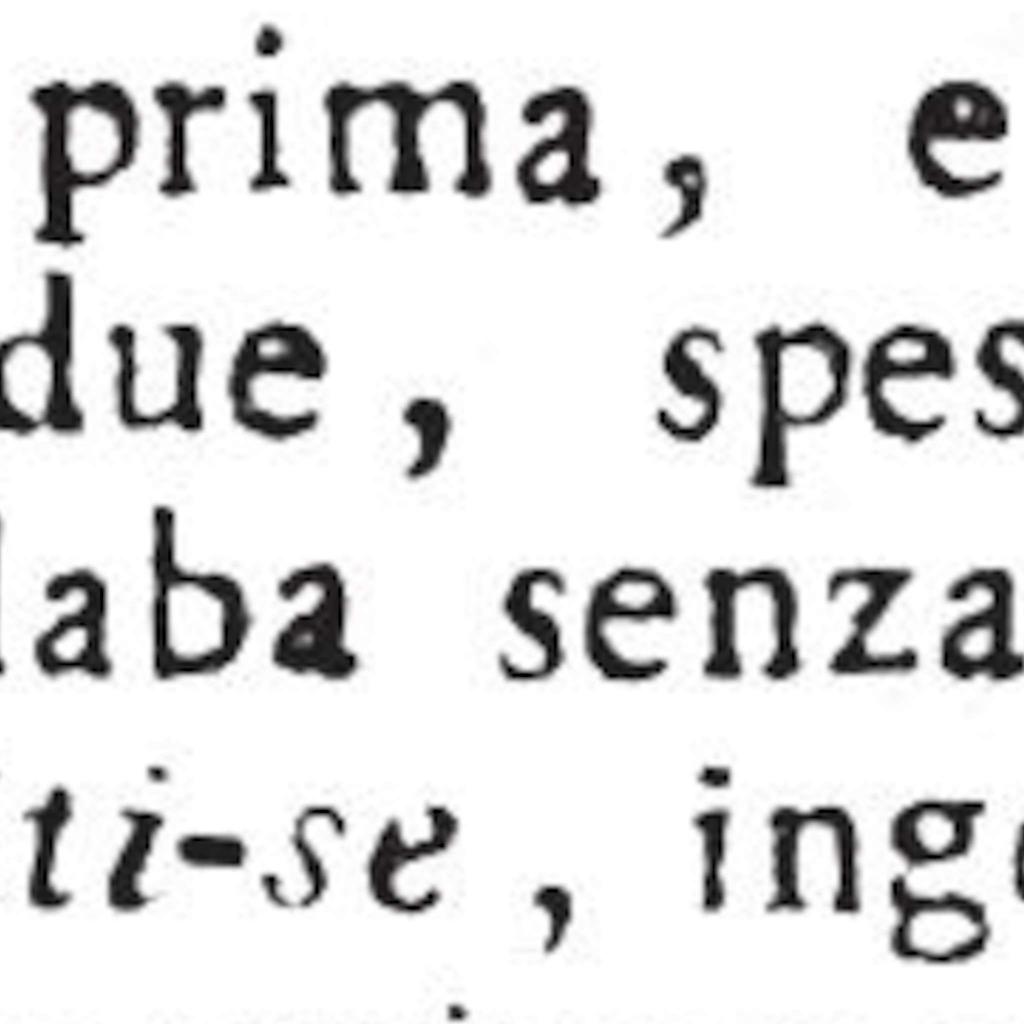 prima, e
due, spes
laba senza
ti-se, ing